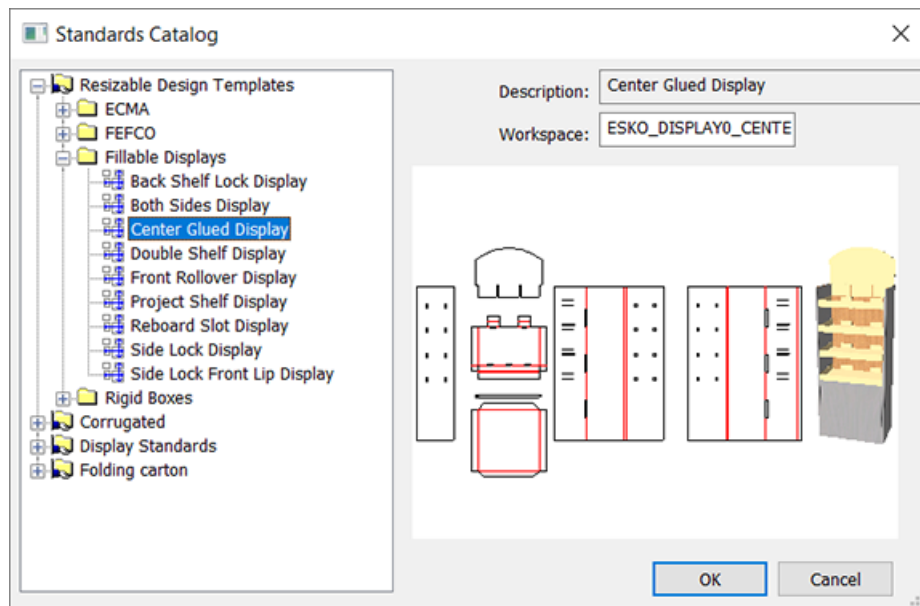 Standards Catalog
Resizable Design Templates
ECMA
FEFCO
Fillable Displays
Back Shelf Lock Display
Both Sides Display
Center Glued Display
Double Shelf Display
Front Rollover Display
Project Shelf Display
Reboard Slot Display
Side Lock Display
Side Lock Front Lip Display
Rigid Boxes
Corrugated
Display Standards
Folding carton
Description: Center Glued Display
Workspace: ESKO_DISPLAY0_CENTE
OK Cancel